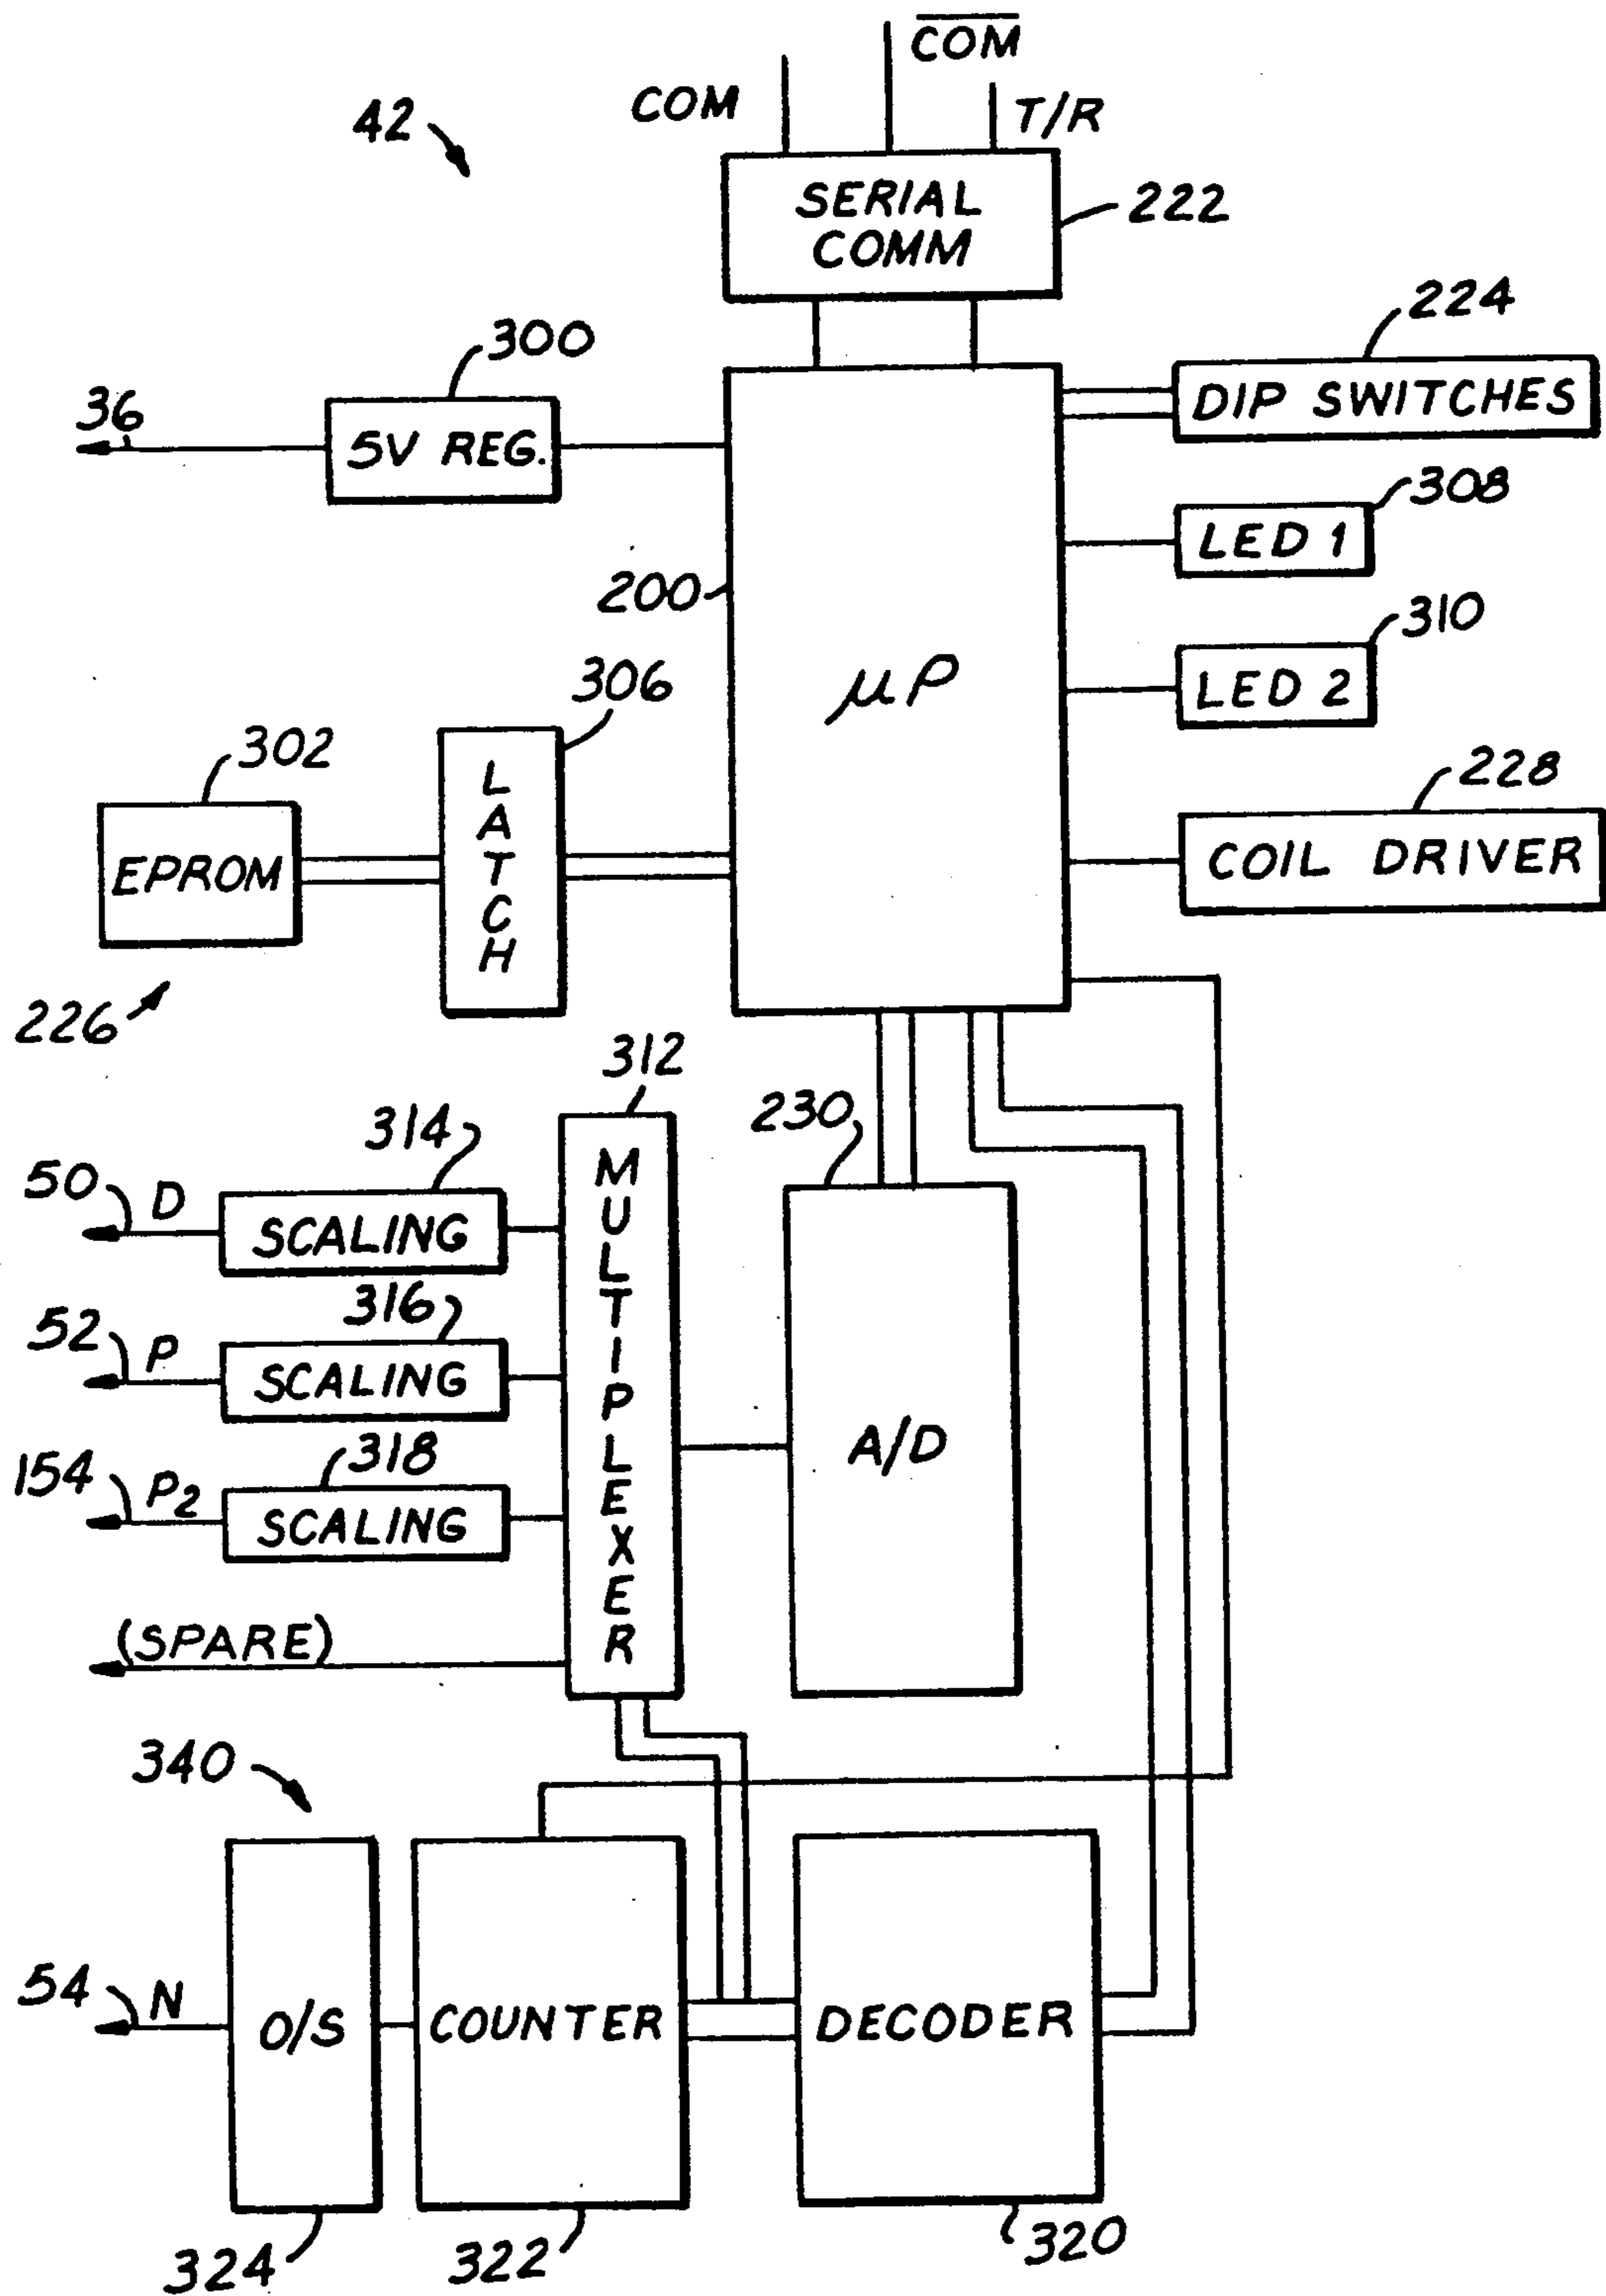 COM
C̅O̅M̅
T/R
42
SERIAL
COMM
222
300
36
5V REG.
224
DIP SWITCHES
308
LED 1
200
310
LED 2
μP
306
302
LATCH
EPROM
228
COIL DRIVER
226
312
314
230
50
D
SCALING
MULTIPLEXER
316
52
P
SCALING
A/D
318
154
P₂
SCALING
(SPARE)
340
54
N
O/S
COUNTER
DECODER
324
322
320